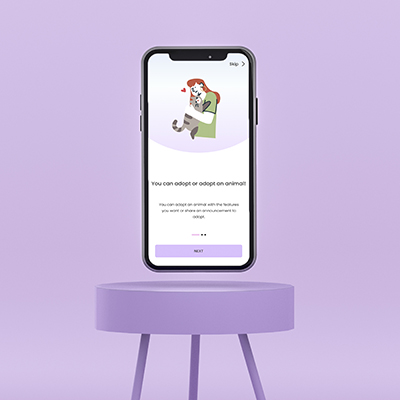 Skip
You can adopt or adopt an animal!
You can adopt an animal with the features
you want or share an announcement to
adopt.
NEXT